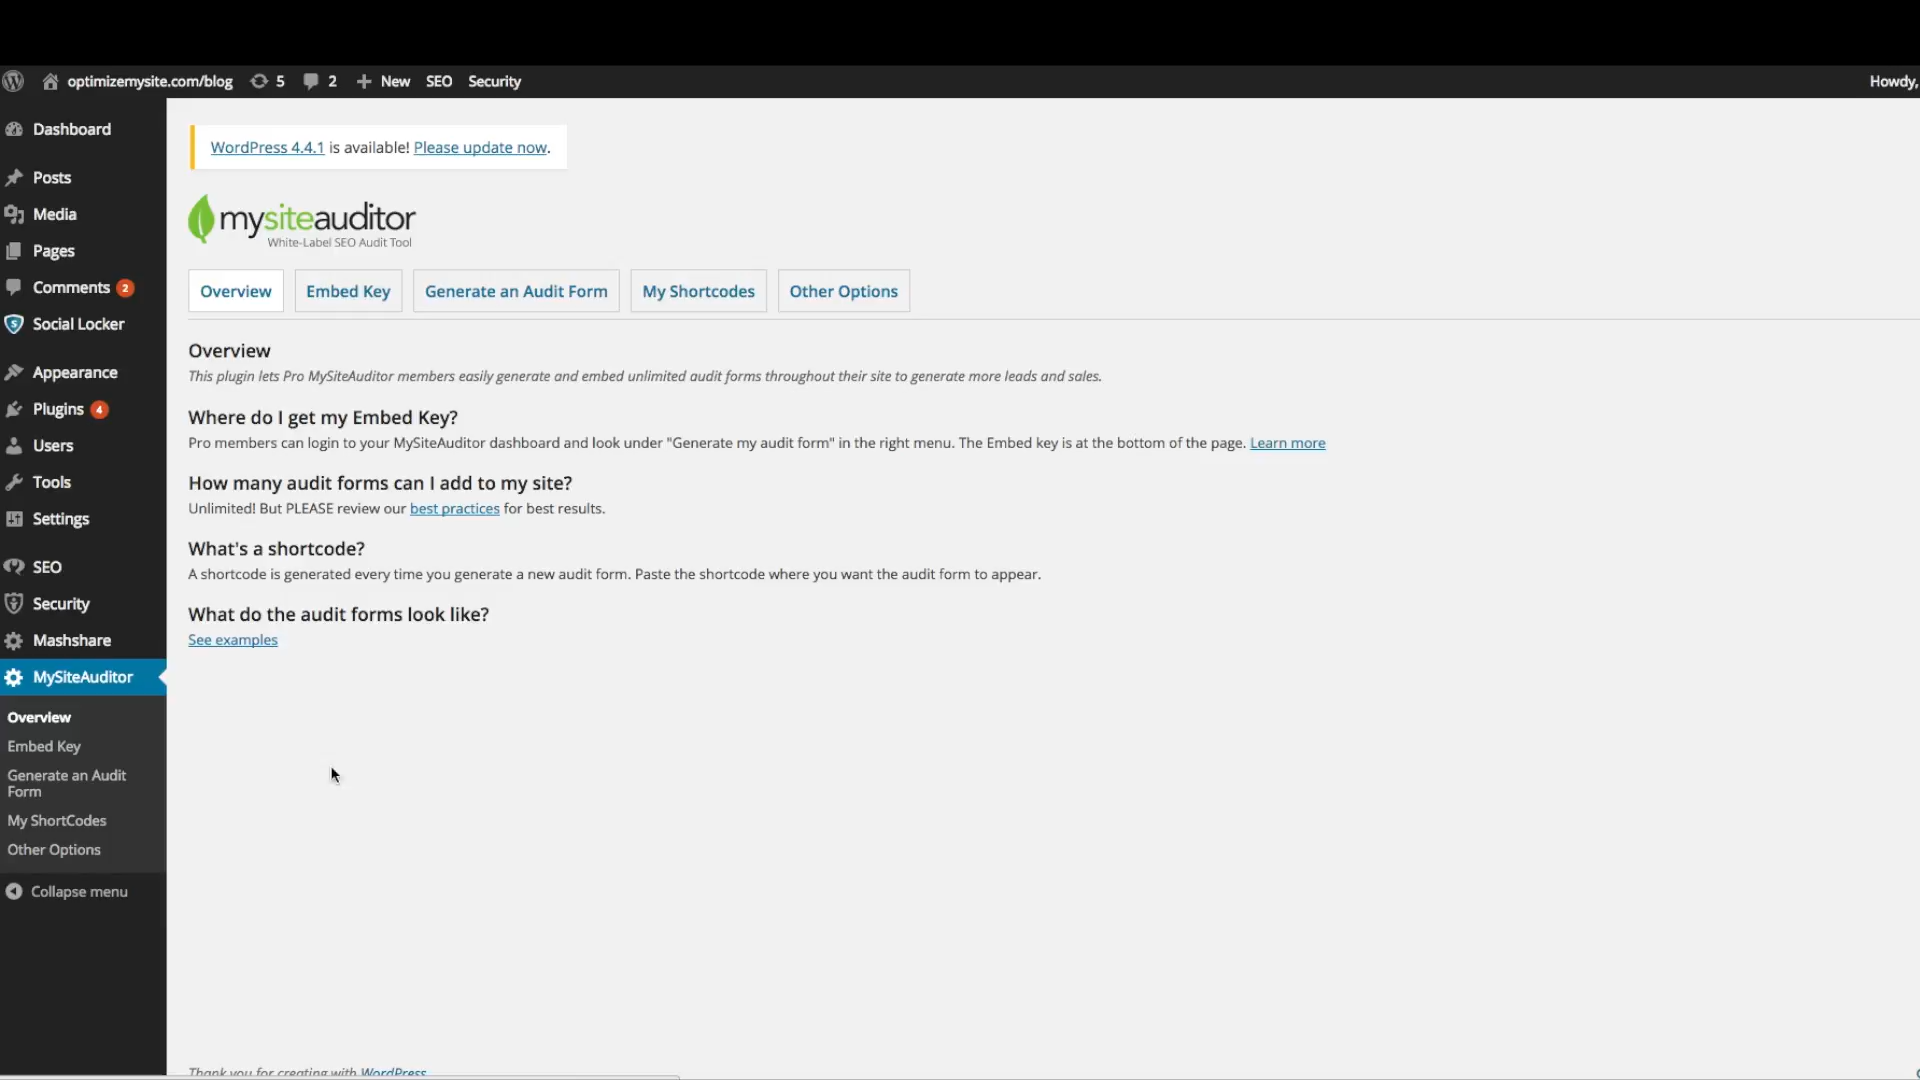 optimizemysite.com/blog 5 2 New SEO Security Howdy,
Dashboard
Posts
Media
Pages
Comments 2
Social Locker
Appearance
Plugins 4
Users
Tools
Settings
SEO
Security
Mashshare
MySiteAuditor
Overview
Embed Key
Generate an Audit
Form
My ShortCodes
Other Options
Collapse menu
WordPress 4.4.1 is available! Please update now.
mysiteauditor
White-Label SEO Audit Tool
Overview Embed Key Generate an Audit Form My Shortcodes Other Options
Overview
This plugin lets Pro MySiteAuditor members easily generate and embed unlimited audit forms throughout their site to generate more leads and sales.
Where do I get my Embed Key?
Pro members can login to your MySiteAuditor dashboard and look under "Generate my audit form" in the right menu. The Embed key is at the bottom of the page. Learn more
How many audit forms can I add to my site?
Unlimited! But PLEASE review our best practices for best results.
What's a shortcode?
A shortcode is generated every time you generate a new audit form. Paste the shortcode where you want the audit form to appear.
What do the audit forms look like?
See examples
Thank you for creating with WordPress